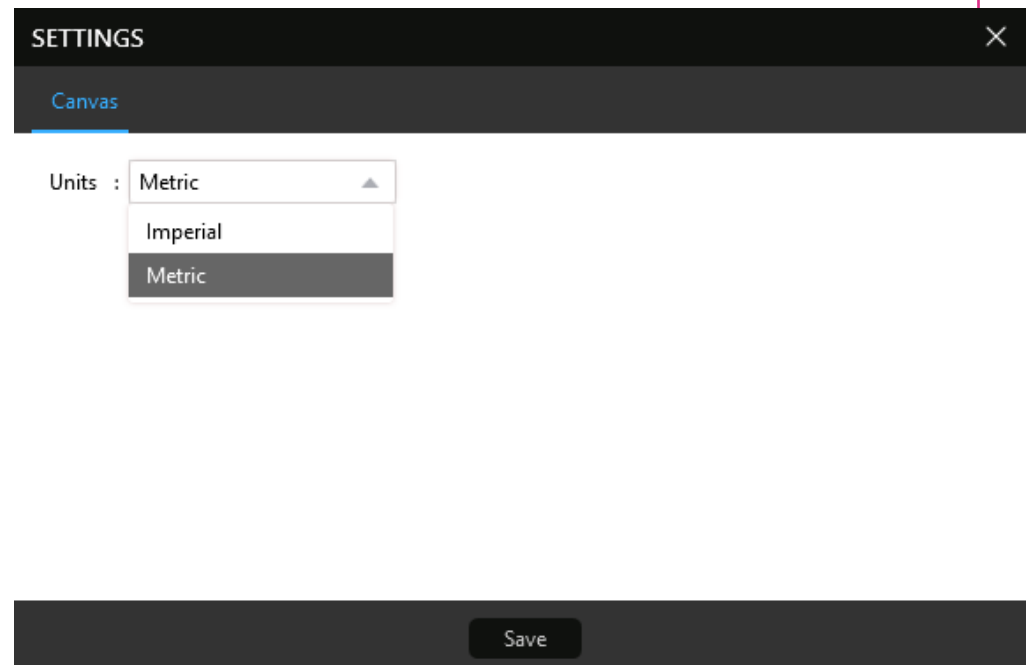 SETTINGS
Canvas
Units : Metric
Imperial
Metric
Save